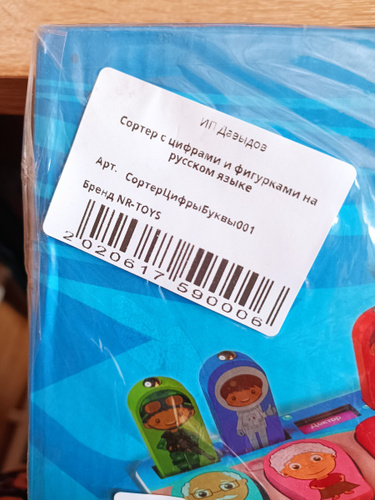 ИП Давыдов
Сортер с цифрами и фигурками на
русском языке
Арт. СортерЦифрыБуквы001
Бренд NR-TOYS
2020617590006
Доктор